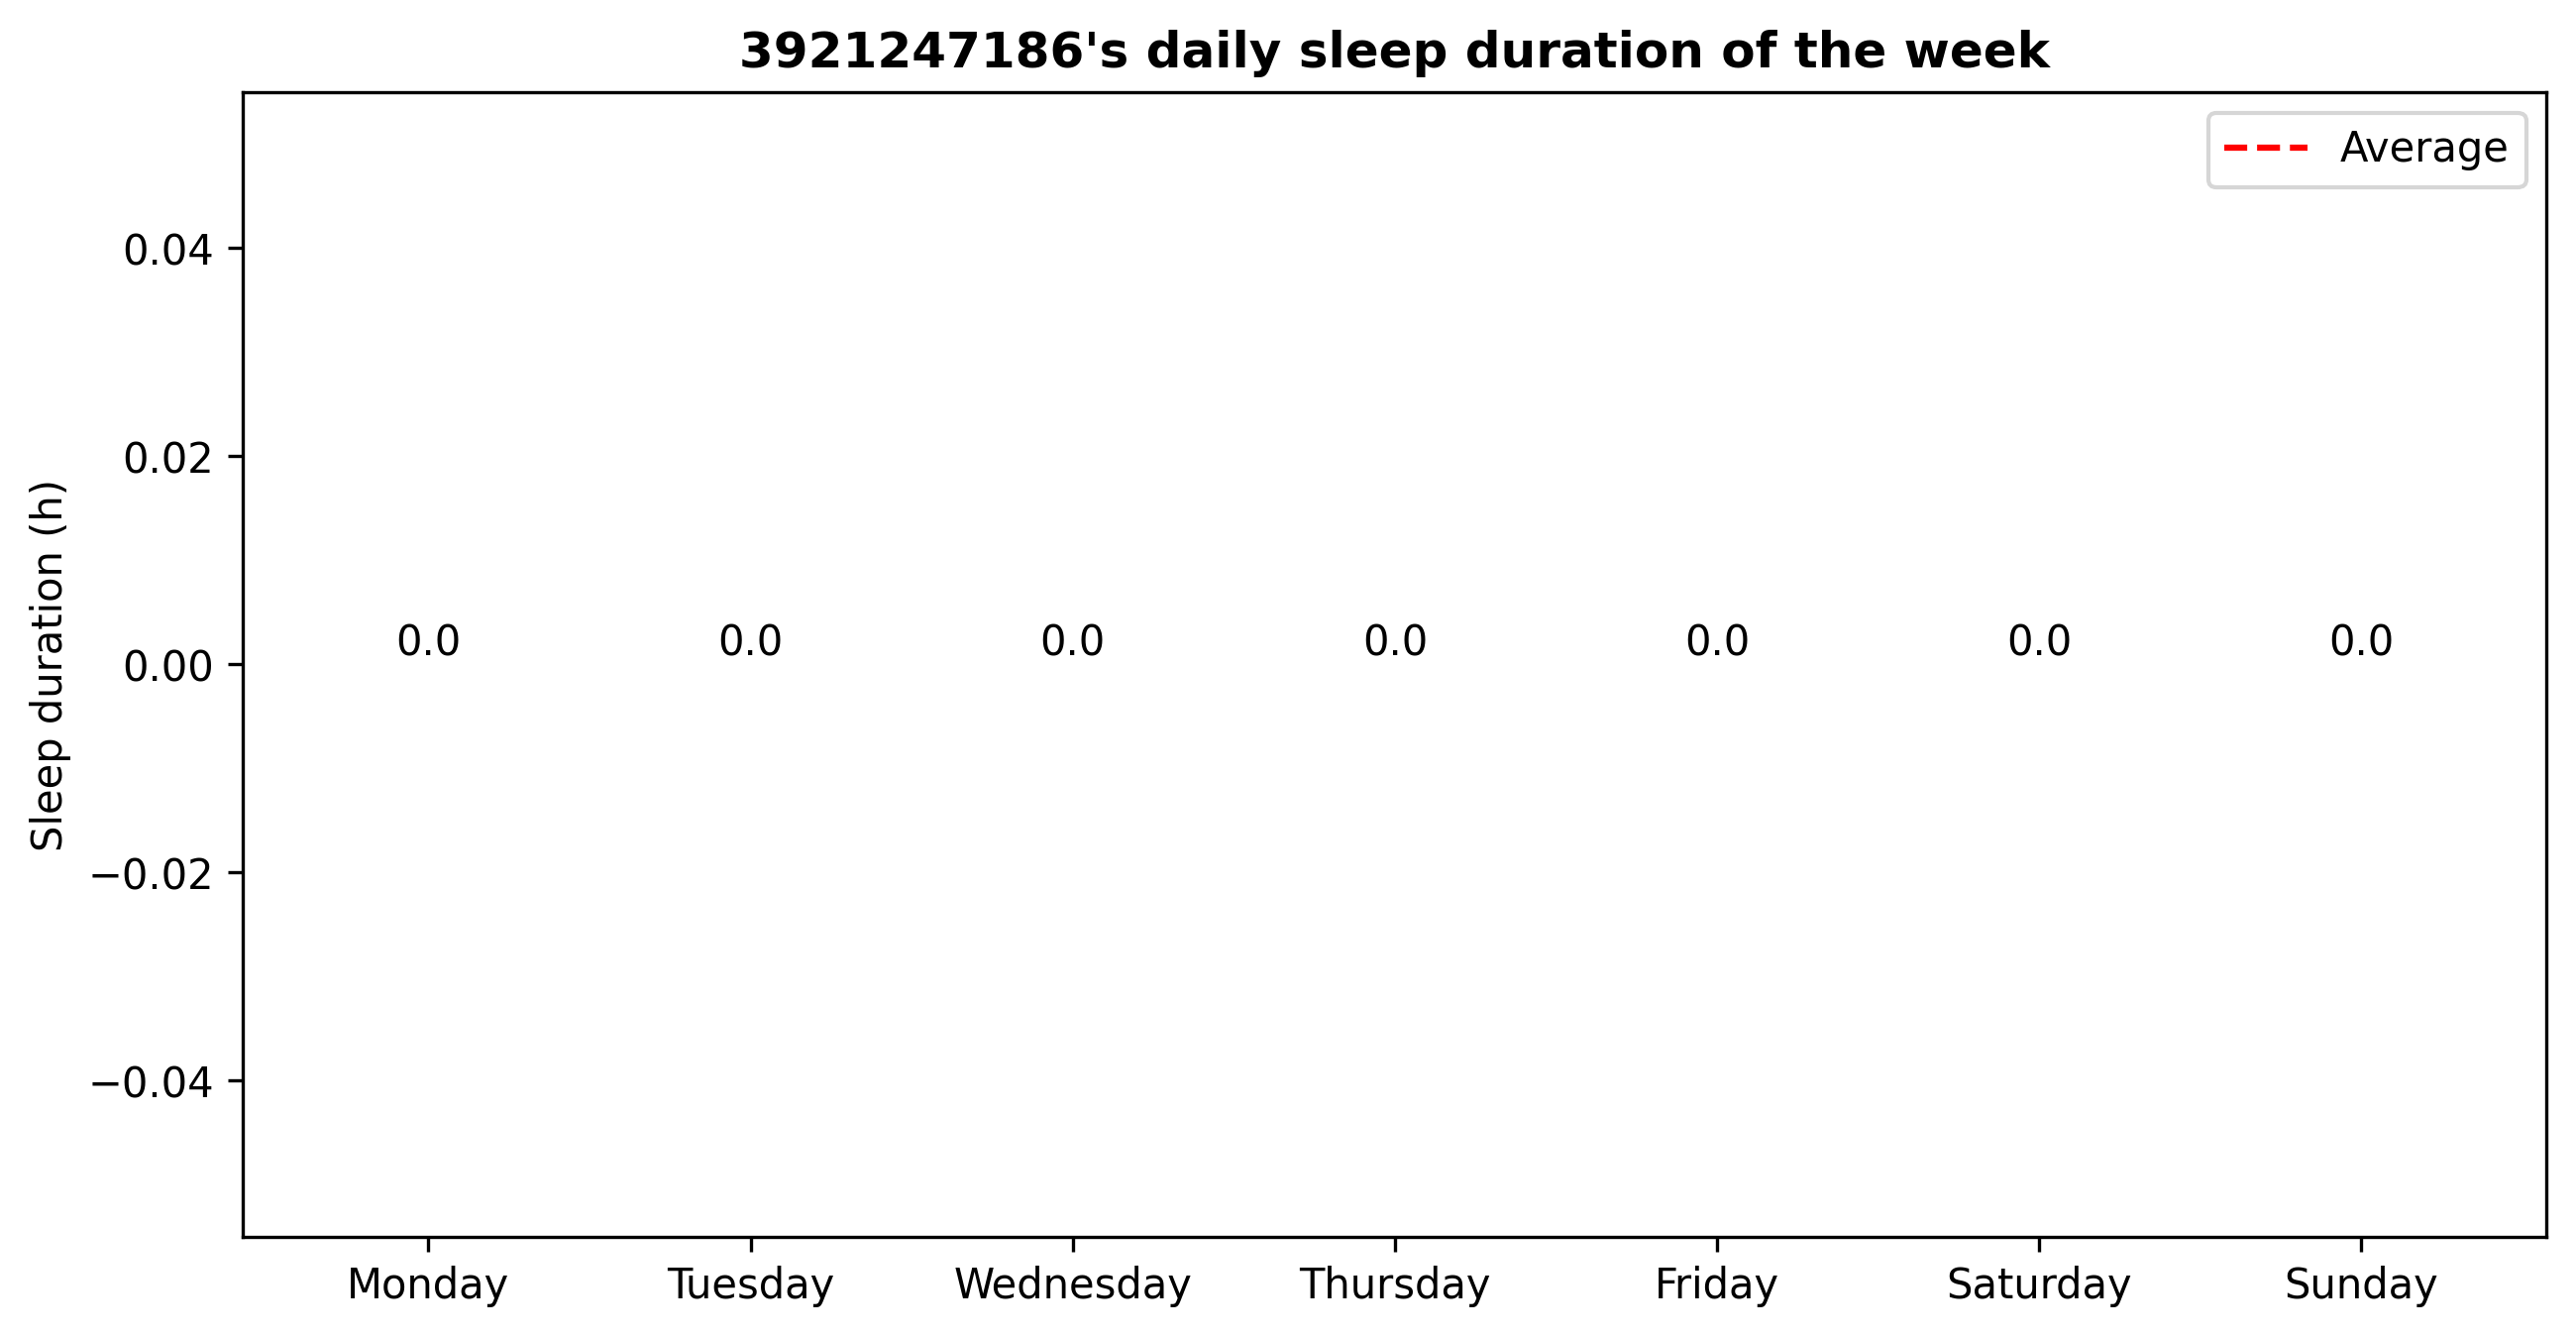 3921247186's daily sleep duration of the week
Average
0.04
0.02
0.00
−0.02
−0.04
Sleep duration (h)
0.0 0.0 0.0 0.0 0.0 0.0 0.0
Monday Tuesday Wednesday Thursday Friday Saturday Sunday